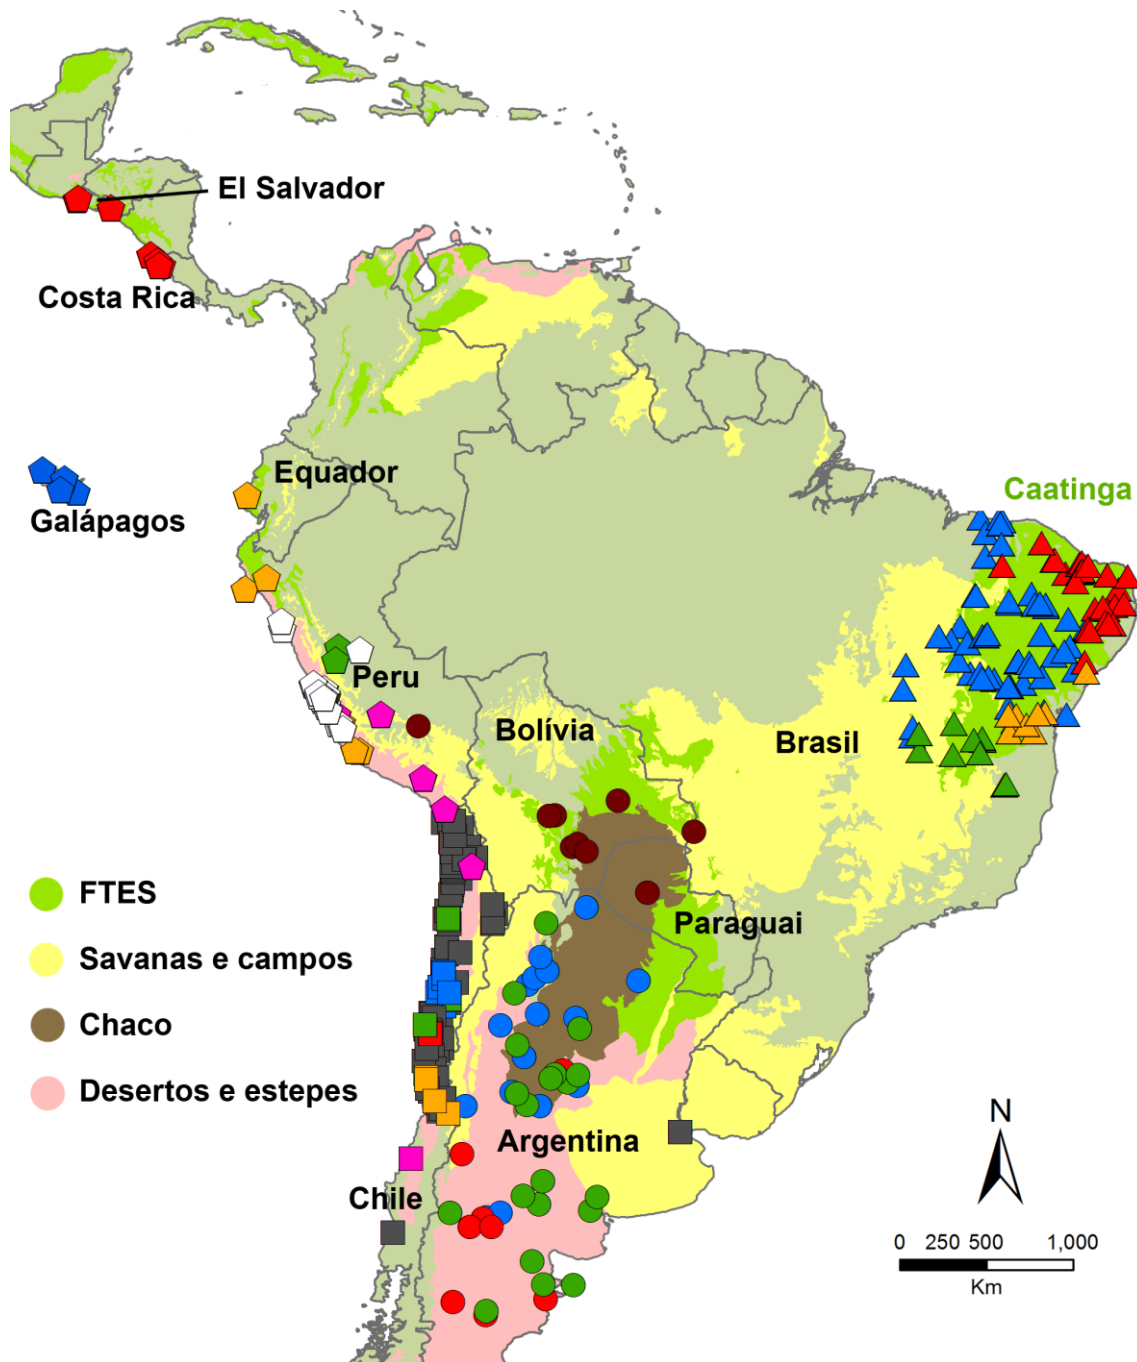 El Salvador
Costa Rica
Equador
Galápagos
Caatinga
Peru
Bolívia
Brasil
FTES
Paraguai
Savanas e campos
Chaco
Desertos e estepes
Argentina
N
Chile
0 250 500 1,000
Km